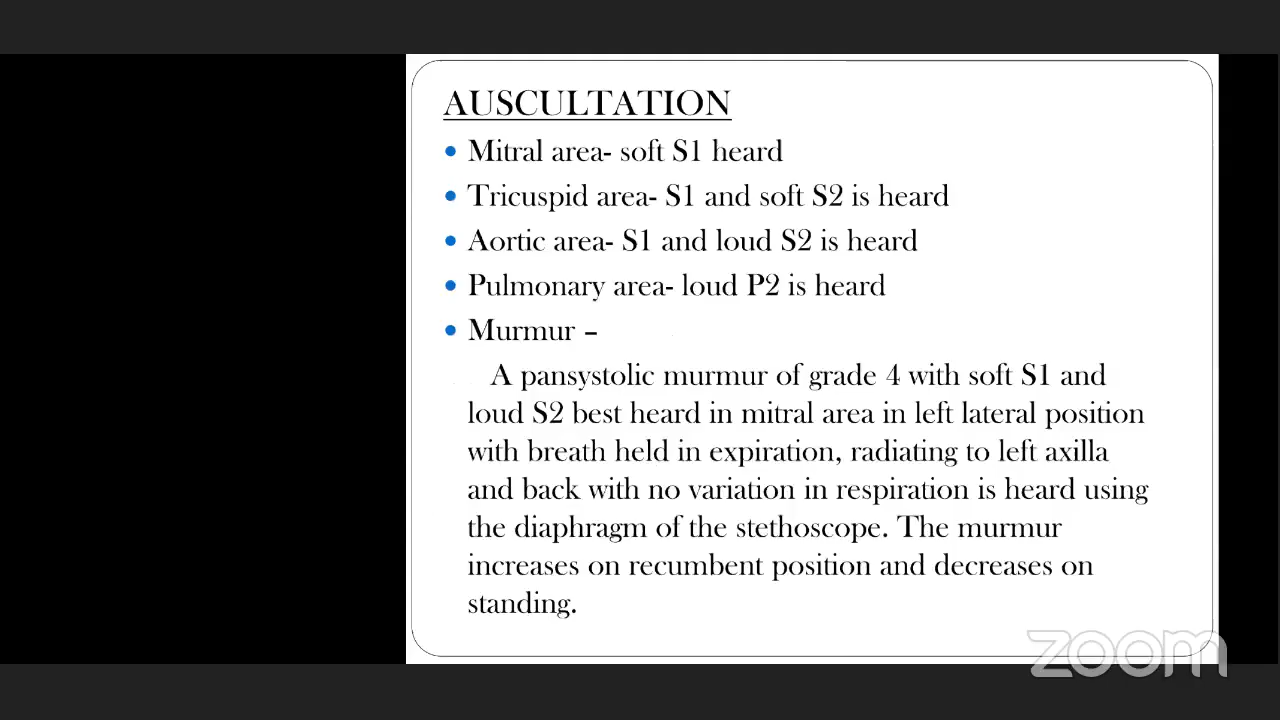 AUSCULTATION
• Mitral area- soft S1 heard
• Tricuspid area- S1 and soft S2 is heard
• Aortic area- S1 and loud S2 is heard
• Pulmonary area- loud P2 is heard
• Murmur –
A pansystolic murmur of grade 4 with soft S1 and
loud S2 best heard in mitral area in left lateral position
with breath held in expiration, radiating to left axilla
and back with no variation in respiration is heard using
the diaphragm of the stethoscope. The murmur
increases on recumbent position and decreases on
standing.
zoom